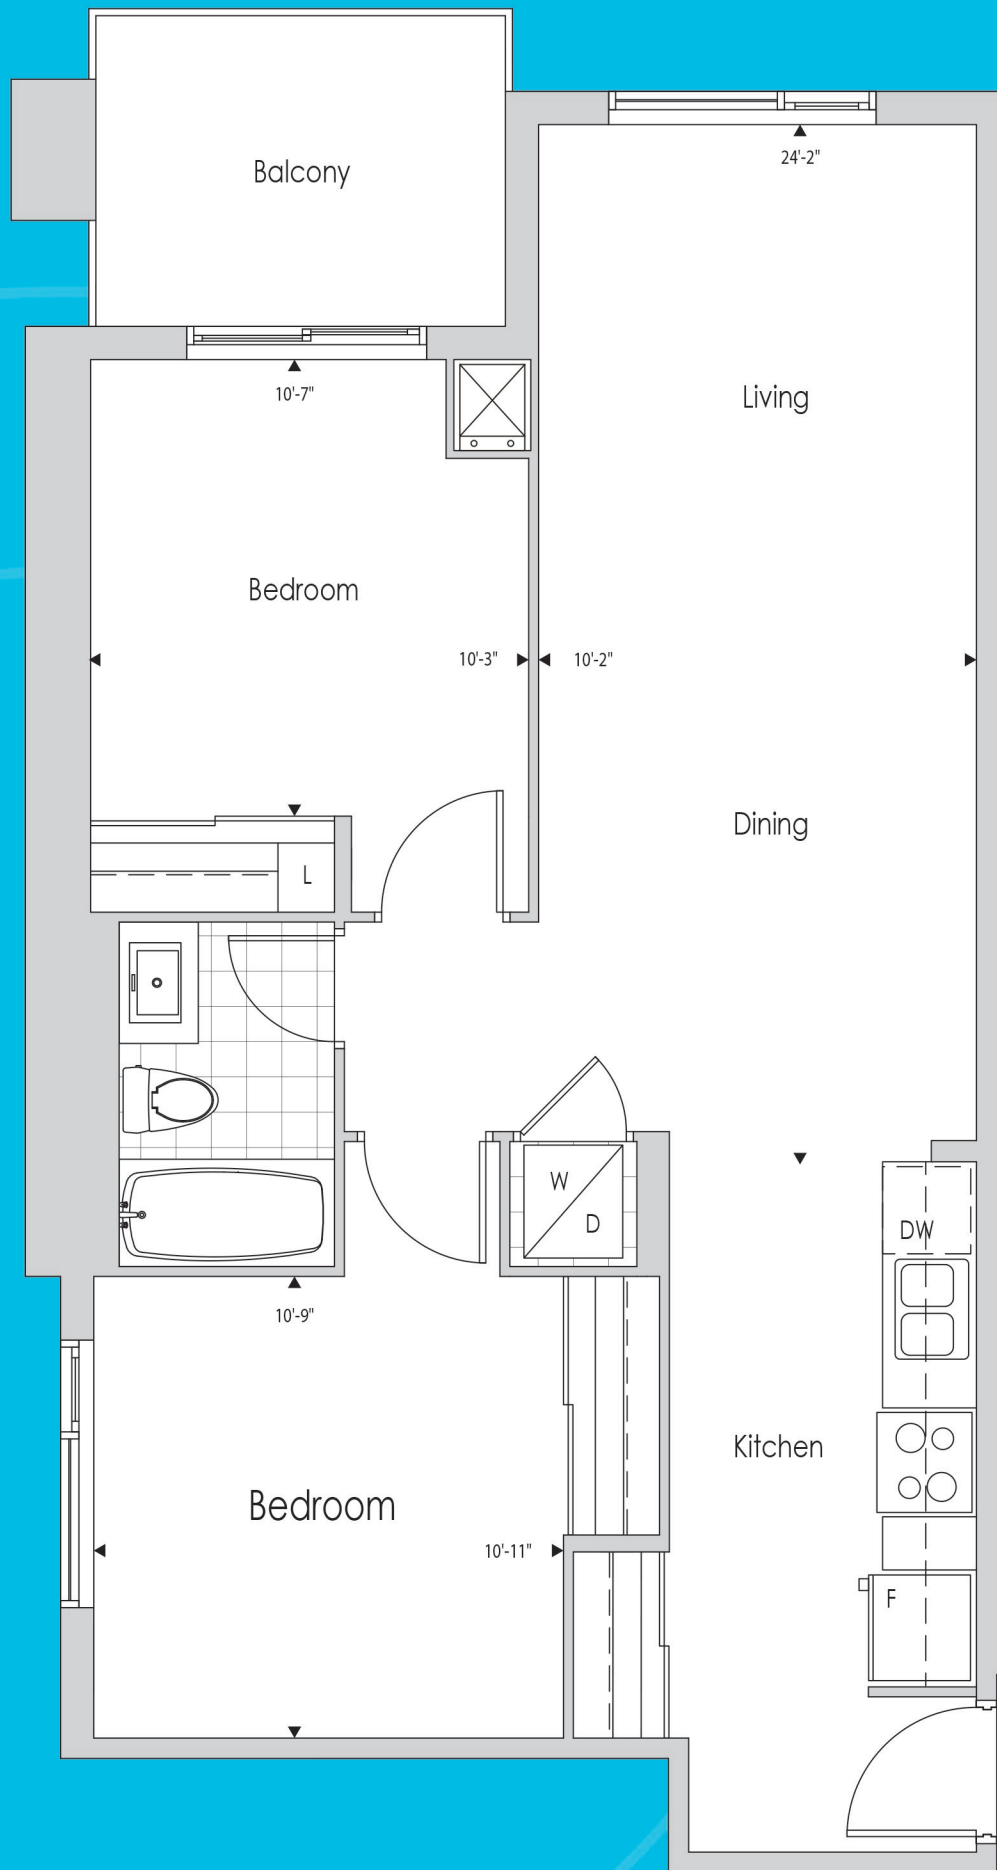 Balcony
24'-2"
10'-7"
Living
Bedroom
10'-3"
10'-2"
Dining
L
W
D
DW
10'-9"
Kitchen
Bedroom
10'-11"
F